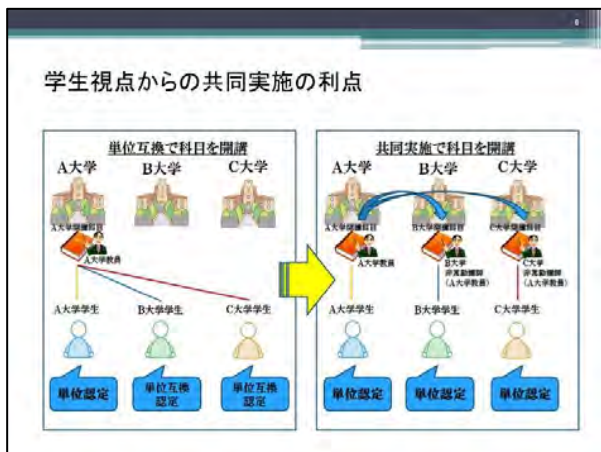 学生視点からの共同実施の利点
単位互換で科目を開講
A大学 B大学 C大学
A大学開講科目
A大学教員
A大学学生 B大学学生 C大学学生
単位認定
単位互換
認定
単位互換
認定
共同実施で科目を開講
A大学 B大学 C大学
A大学開講科目 B大学開講科目 C大学開講科目
A大学教員
B大学
非常勤講師
(A大学教員)
C大学
非常勤講師
(A大学教員)
A大学学生 B大学学生 C大学学生
単位認定 単位認定 単位認定